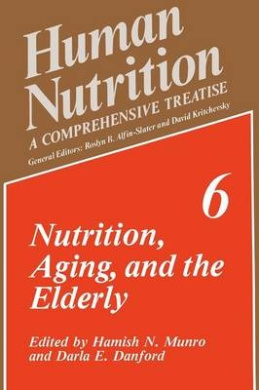 Human
Nutrition
A COMPREHENSIVE TREATISE
General Editors: Roslyn B. Alfin-Slater and David Kritchevsky
6
Nutrition,
Aging, and the
Elderly
Edited by Hamish N. Munro
and Darla E. Danford